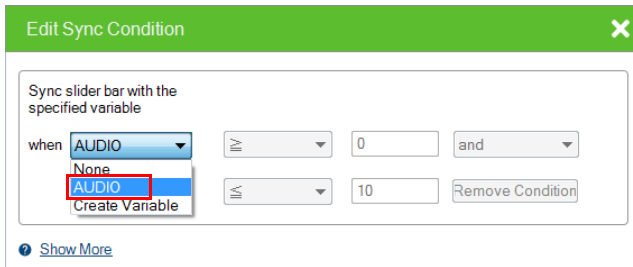 Edit Sync Condition
Sync slider bar with the
specified variable
when AUDIO ≧ 0 and
None
AUDIO ≦ 10 Remove Condition
Create Variable
? Show More